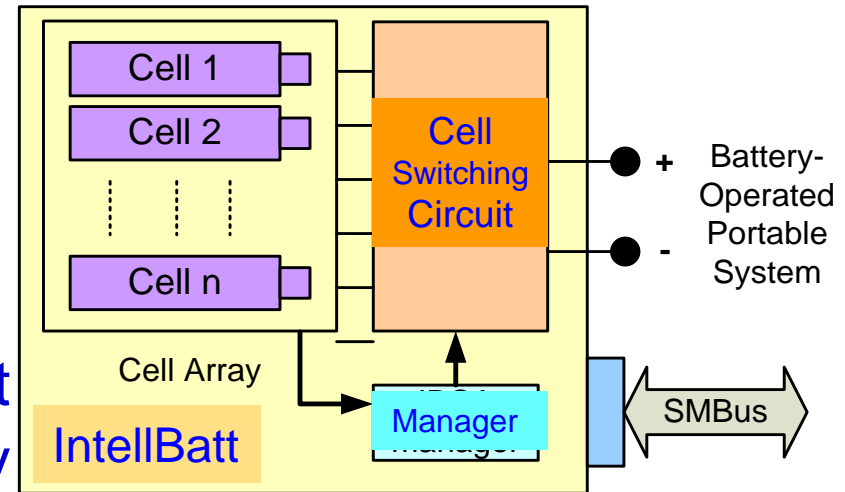 Cell 1
Cell 2
Cell n
Cell
Switching
Circuit
+
-
Battery-
Operated
Portable
System
Cell Array
Manager
SMBus
IntellBatt